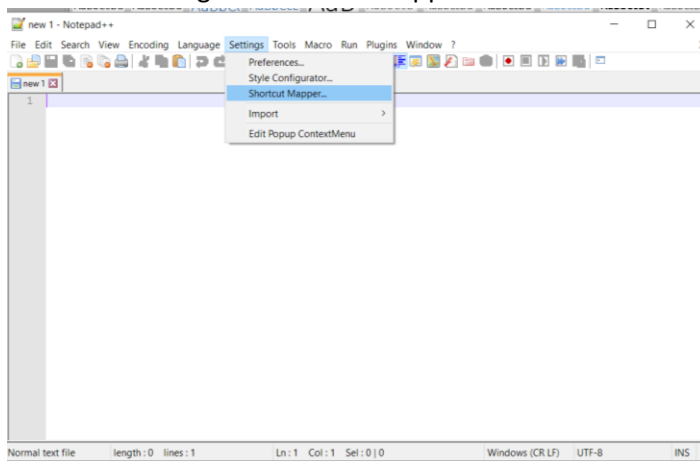 new 1 - Notepad++
File Edit Search View Encoding Language Settings Tools Macro Run Plugins Window ?
Preferences...
Style Configurator...
Shortcut Mapper...
Import
Edit Popup ContextMenu
new 1
1
Normal text file length : 0 lines : 1 Ln : 1 Col : 1 Sel : 0 | 0 Windows (CR LF) UTF-8 INS